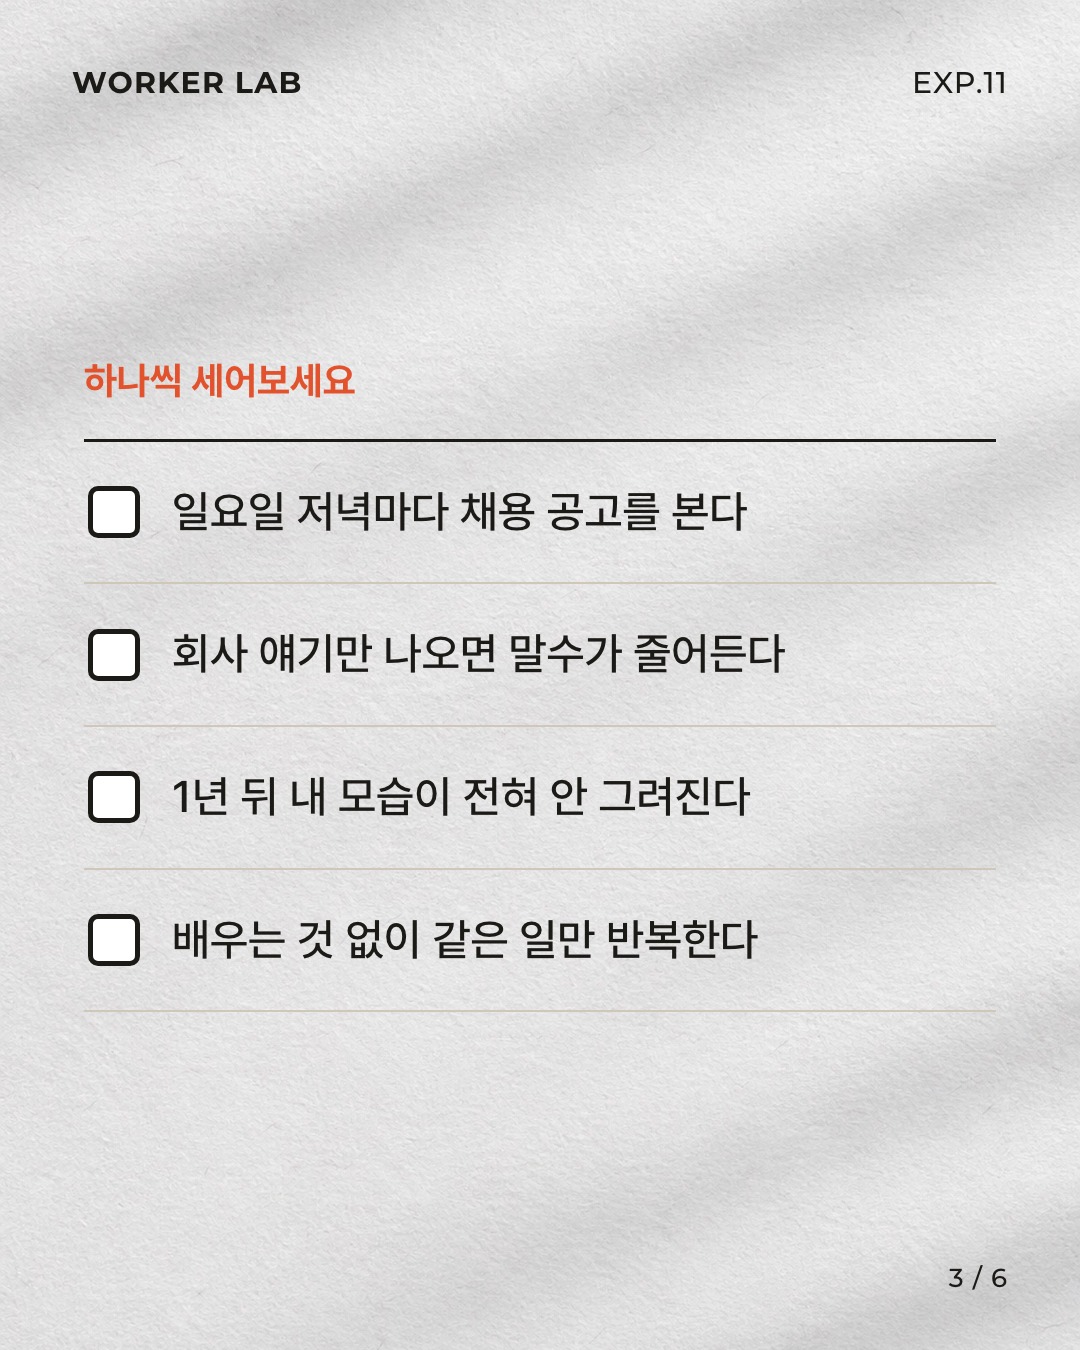 WORKER LAB
EXP.11
하나씩 세어보세요
일요일 저녁마다 채용 공고를 본다
회사 얘기만 나오면 말수가 줄어든다
1년 뒤 내 모습이 전혀 안 그려진다
배우는 것 없이 같은 일만 반복한다
3 / 6